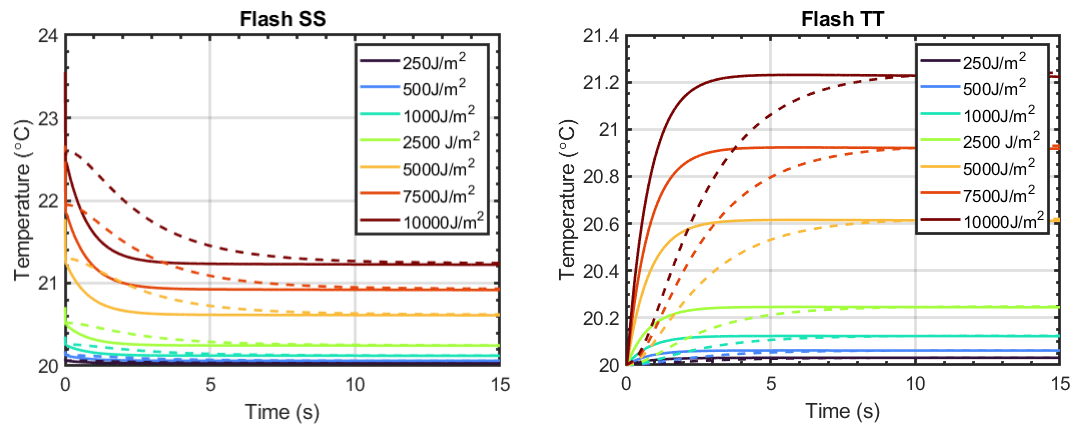 Flash SS
24
23
22
21
20
Temperature (°C)
0
5
10
15
Time (s)
250J/m²
500J/m²
1000J/m²
2500 J/m²
5000J/m²
7500J/m²
10000J/m²
Flash TT
21.4
21.2
21
20.8
20.6
20.4
20.2
20
Temperature (°C)
0
5
10
15
Time (s)
250J/m²
500J/m²
1000J/m²
2500 J/m²
5000J/m²
7500J/m²
10000J/m²